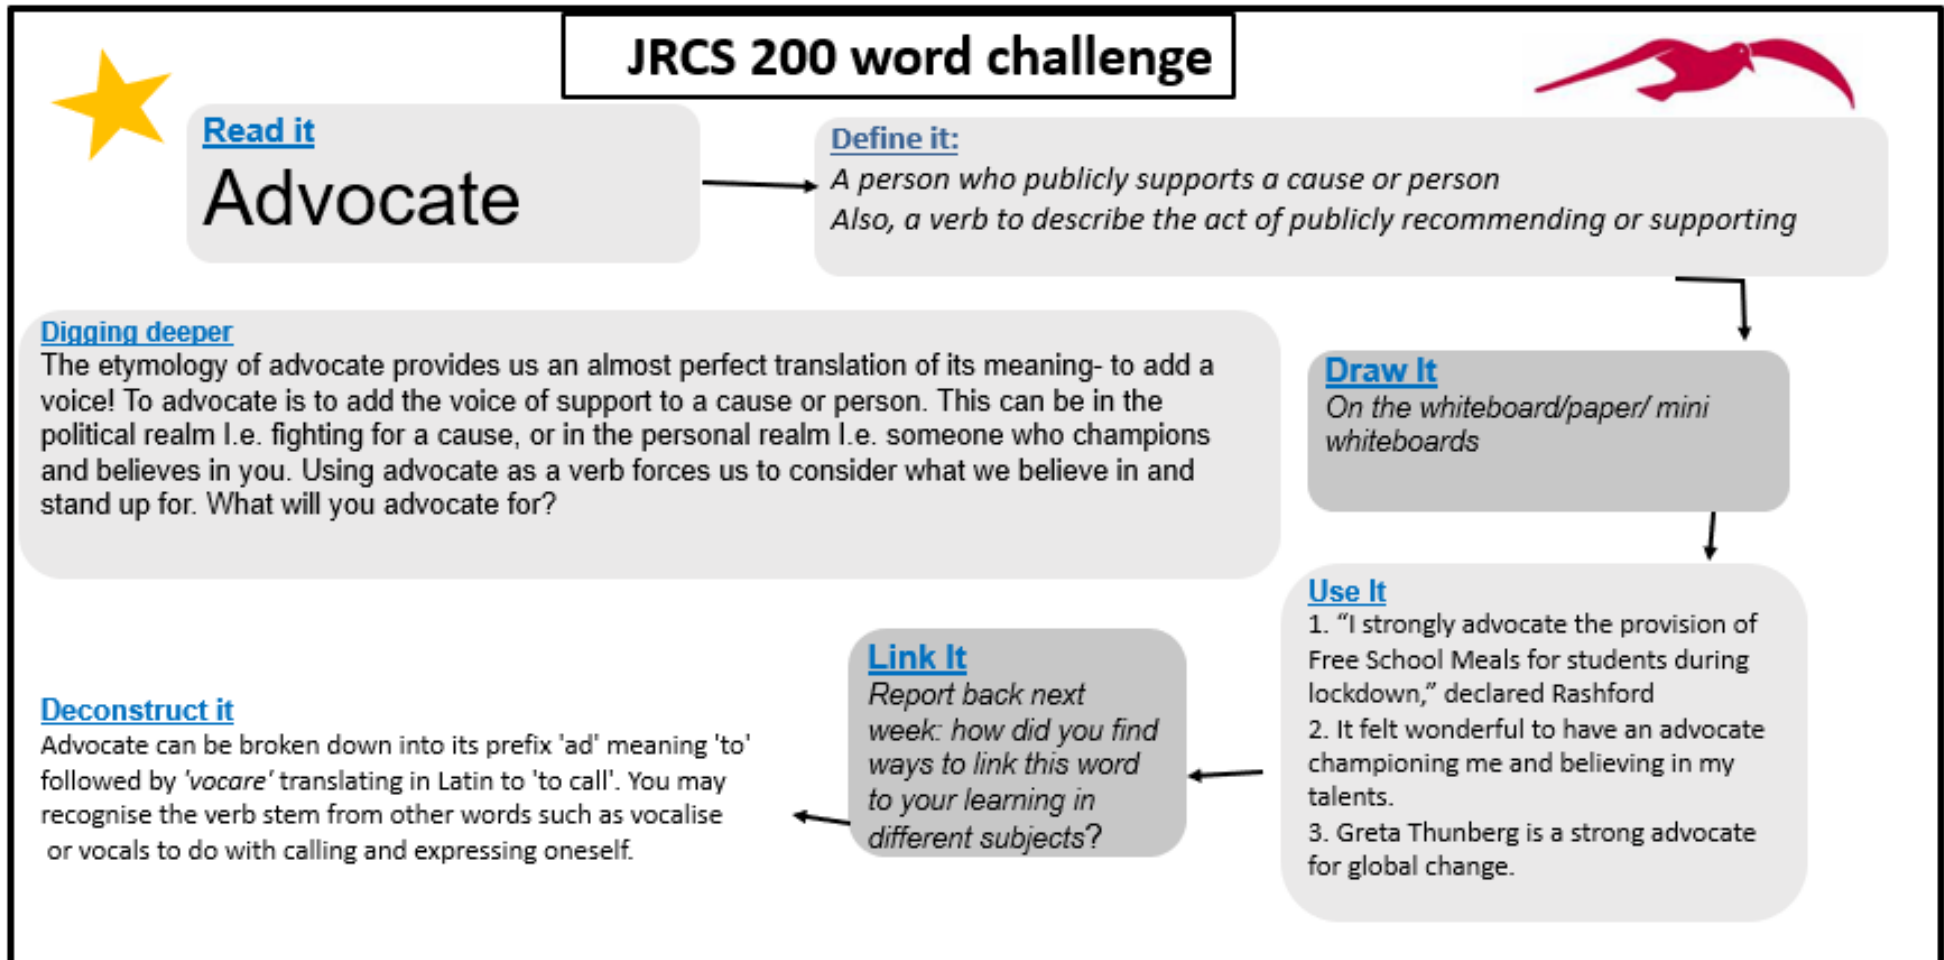 JRCS 200 word challenge
Read it
Advocate
Define it:
A person who publicly supports a cause or person
Also, a verb to describe the act of publicly recommending or supporting
Digging deeper
The etymology of advocate provides us an almost perfect translation of its meaning- to add a
voice! To advocate is to add the voice of support to a cause or person. This can be in the
political realm I.e. fighting for a cause, or in the personal realm I.e. someone who champions
and believes in you. Using advocate as a verb forces us to consider what we believe in and
stand up for. What will you advocate for?
Draw It
On the whiteboard/paper/ mini
whiteboards
Use It
1. “I strongly advocate the provision of
Free School Meals for students during
lockdown,” declared Rashford
2. It felt wonderful to have an advocate
championing me and believing in my
talents.
3. Greta Thunberg is a strong advocate
for global change.
Link It
Report back next
week: how did you find
ways to link this word
to your learning in
different subjects?
Deconstruct it
Advocate can be broken down into its prefix 'ad' meaning 'to'
followed by 'vocare' translating in Latin to 'to call'. You may
recognise the verb stem from other words such as vocalise
or vocals to do with calling and expressing oneself.